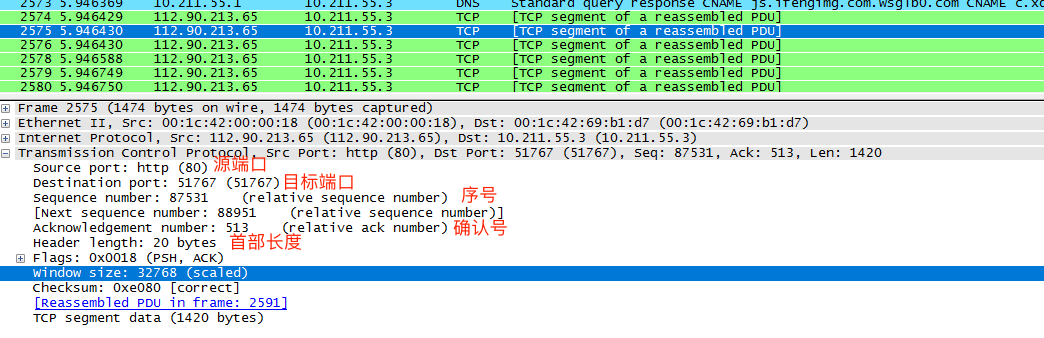 2573 5.946369 10.211.55.1 10.211.55.3 DNS Standard query response CNAME js.ifengimg.com.wsglb0.com CNAME c.xc
2574 5.946429 112.90.213.65 10.211.55.3 TCP [TCP segment of a reassembled PDU]
2575 5.946430 112.90.213.65 10.211.55.3 TCP [TCP segment of a reassembled PDU]
2576 5.946430 112.90.213.65 10.211.55.3 TCP [TCP segment of a reassembled PDU]
2578 5.946588 112.90.213.65 10.211.55.3 TCP [TCP segment of a reassembled PDU]
2579 5.946749 112.90.213.65 10.211.55.3 TCP [TCP segment of a reassembled PDU]
2580 5.946750 112.90.213.65 10.211.55.3 TCP [TCP segment of a reassembled PDU]
Frame 2575 (1474 bytes on wire, 1474 bytes captured)
Ethernet II, Src: 00:1c:42:00:00:18 (00:1c:42:00:00:18), Dst: 00:1c:42:69:b1:d7 (00:1c:42:69:b1:d7)
Internet Protocol, Src: 112.90.213.65 (112.90.213.65), Dst: 10.211.55.3 (10.211.55.3)
Transmission Control Protocol, Src Port: http (80), Dst Port: 51767 (51767), Seq: 87531, Ack: 513, Len: 1420
Source port: http (80) 源端口
Destination port: 51767 (51767) 目标端口
Sequence number: 87531 (relative sequence number) 序号
[Next sequence number: 88951 (relative sequence number)]
Acknowledgement number: 513 (relative ack number) 确认号
Header length: 20 bytes 首部长度
Flags: 0x0018 (PSH, ACK)
Window size: 32768 (scaled)
Checksum: 0xe080 [correct]
[Reassembled PDU in frame: 2591]
TCP segment data (1420 bytes)